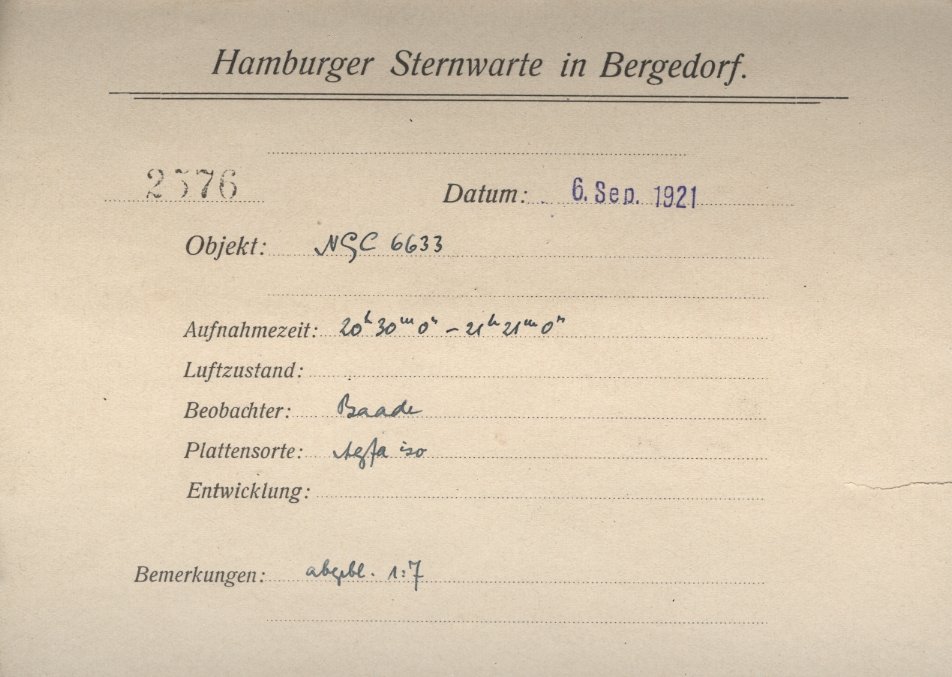 Hamburger Sternwarte in Bergedorf.
2576 Datum: 6. Sep. 1921
Objekt: NGC 6633
Aufnahmezeit: 20h 30m 0s – 21h 21m 0s
Luftzustand:
Beobachter: Baade
Plattensorte: Agfa iso
Entwicklung:
Bemerkungen: abgebl. 1:7